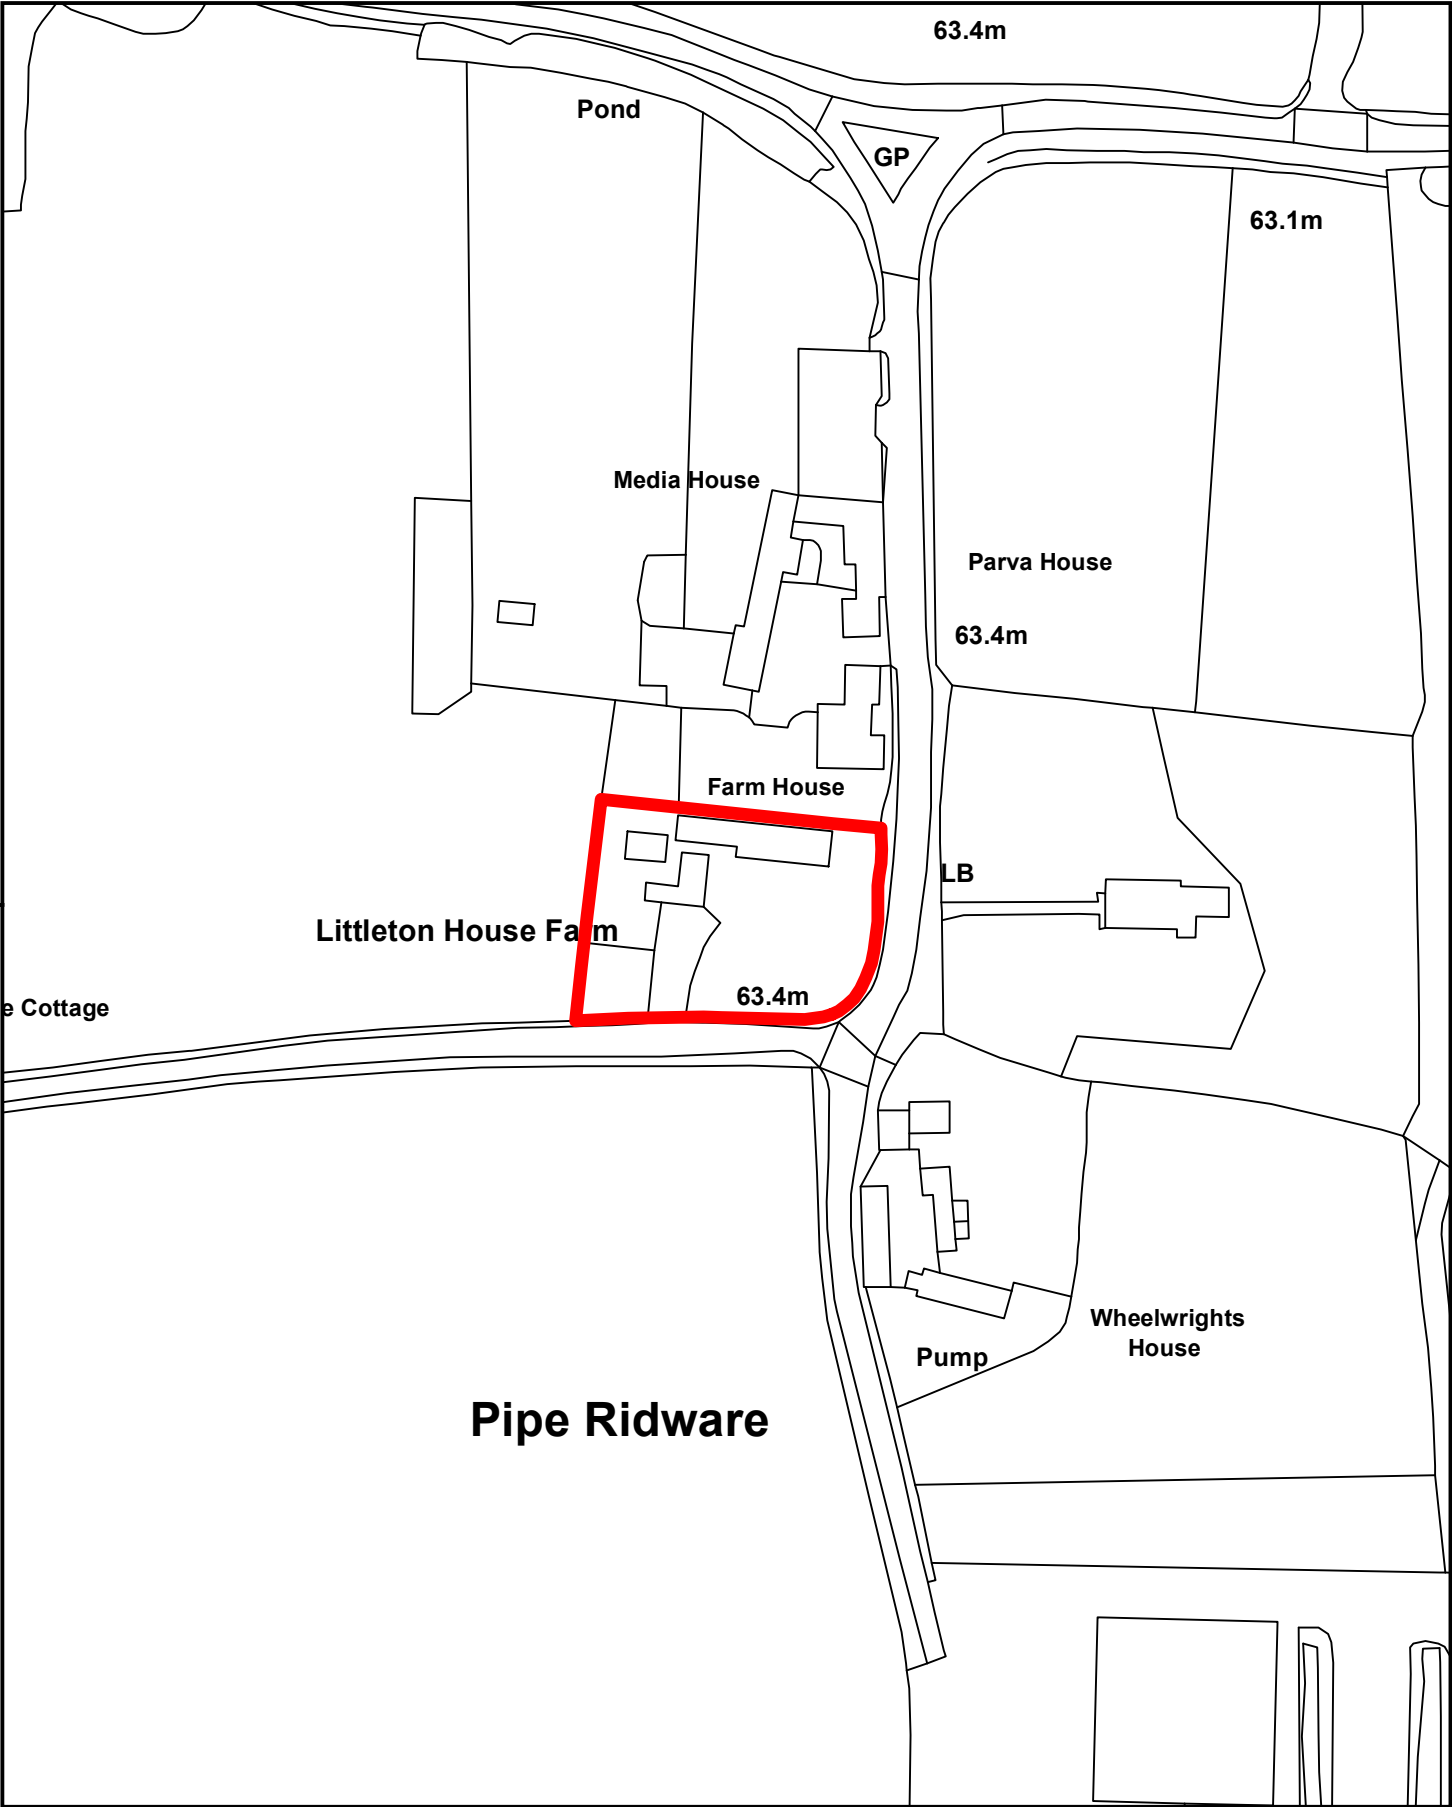 63.4m
Pond
GP
63.1m
Media House
Parva House
63.4m
Farm House
LB
Littleton House Farm
63.4m
e Cottage
Wheelwrights
House
Pump
Pipe Ridware